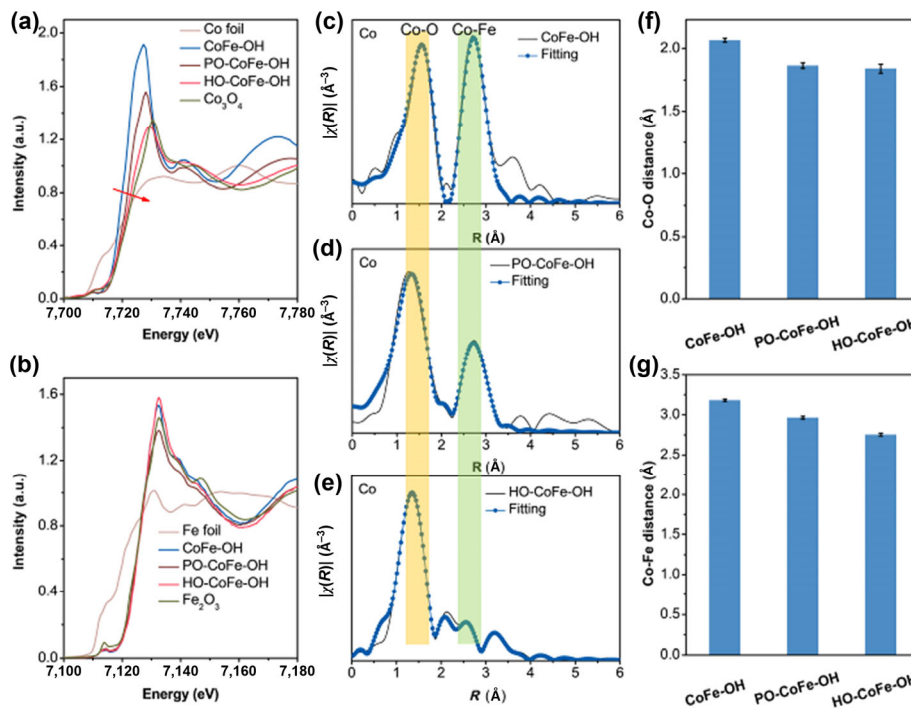 (a)
Co foil
CoFe-OH
PO-CoFe-OH
HO-CoFe-OH
Co₃O₄
Intensity (a.u.)
2.0
1.6
1.2
0.8
0.4
0.0
7,700 7,720 7,740 7,760 7,780
Energy (eV)
(b)
Fe foil
CoFe-OH
PO-CoFe-OH
HO-CoFe-OH
Fe₂O₃
Intensity (a.u.)
1.6
1.2
0.8
0.4
0.0
7,100 7,120 7,140 7,160 7,180
Energy (eV)
(c)
Co
Co-O
Co-Fe
CoFe-OH
Fitting
|χ(R)| (Å⁻³)
0 1 2 3 4 5 6
R (Å)
(d)
Co
PO-CoFe-OH
Fitting
|χ(R)| (Å⁻³)
0 1 2 3 4 5 6
R (Å)
(e)
Co
HO-CoFe-OH
Fitting
|χ(R)| (Å⁻³)
0 1 2 3 4 5 6
R (Å)
(f)
Co-O distance (Å)
2.0
1.5
1.0
0.5
0.0
CoFe-OH
PO-CoFe-OH
HO-CoFe-OH
(g)
Co-Fe distance (Å)
3.5
3.0
2.5
2.0
1.5
1.0
0.5
0.0
CoFe-OH
PO-CoFe-OH
HO-CoFe-OH